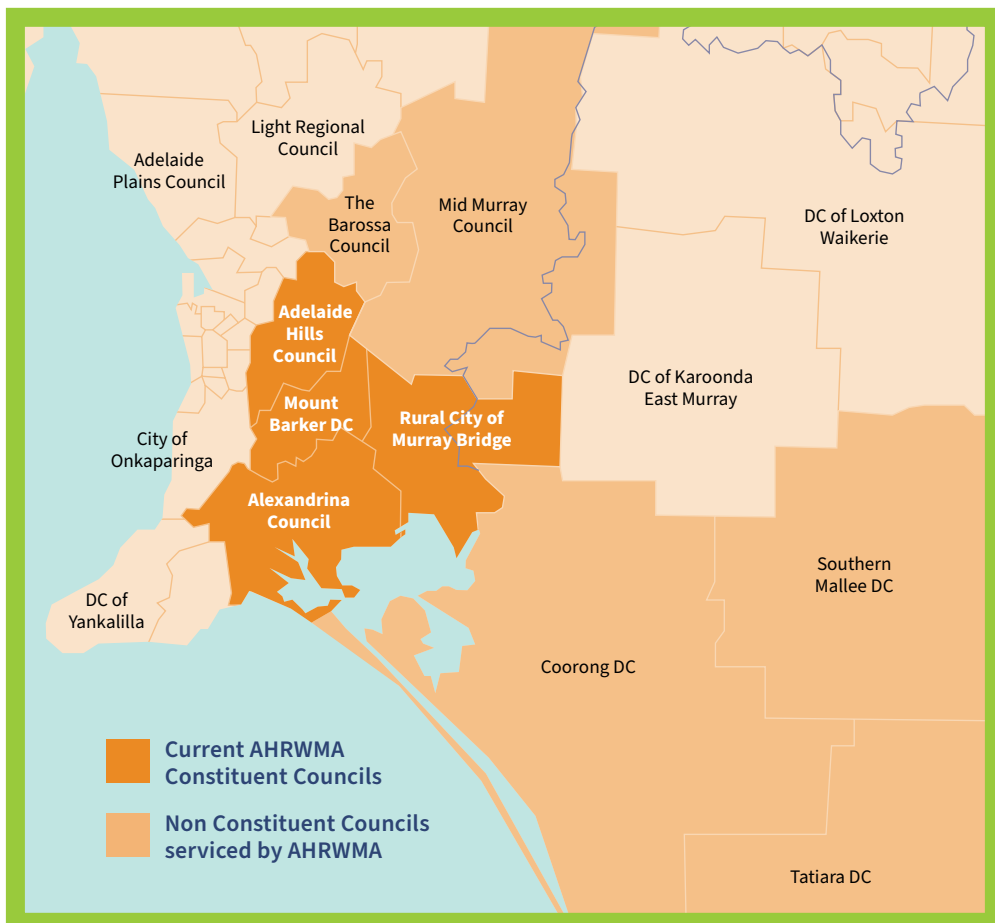 Light Regional
Council
Adelaide
Plains Council
The
Barossa
Council
Mid Murray
Council
DC of Loxton
Waikerie
Adelaide
Hills
Council
DC of Karoonda
East Murray
Mount
Barker DC
Rural City of
Murray Bridge
City of
Onkaparinga
Alexandrina
Council
Southern
Mallee DC
DC of
Yankalilla
Coorong DC
Current AHRWMA
Constituent Councils
Non Constituent Councils
serviced by AHRWMA
Tatiara DC